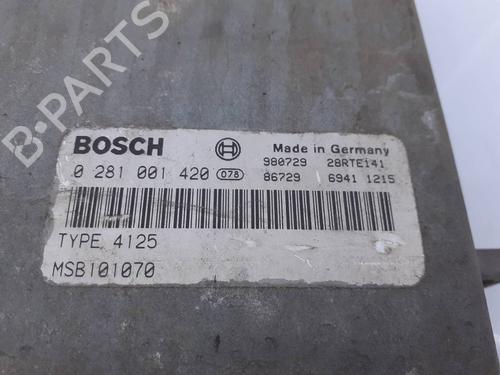 B-PARTS
BOSCH Made in Germany
980729 28RTE141
0 281 001 420 078 86729 6941 1215
TYPE 4125
MSB101070